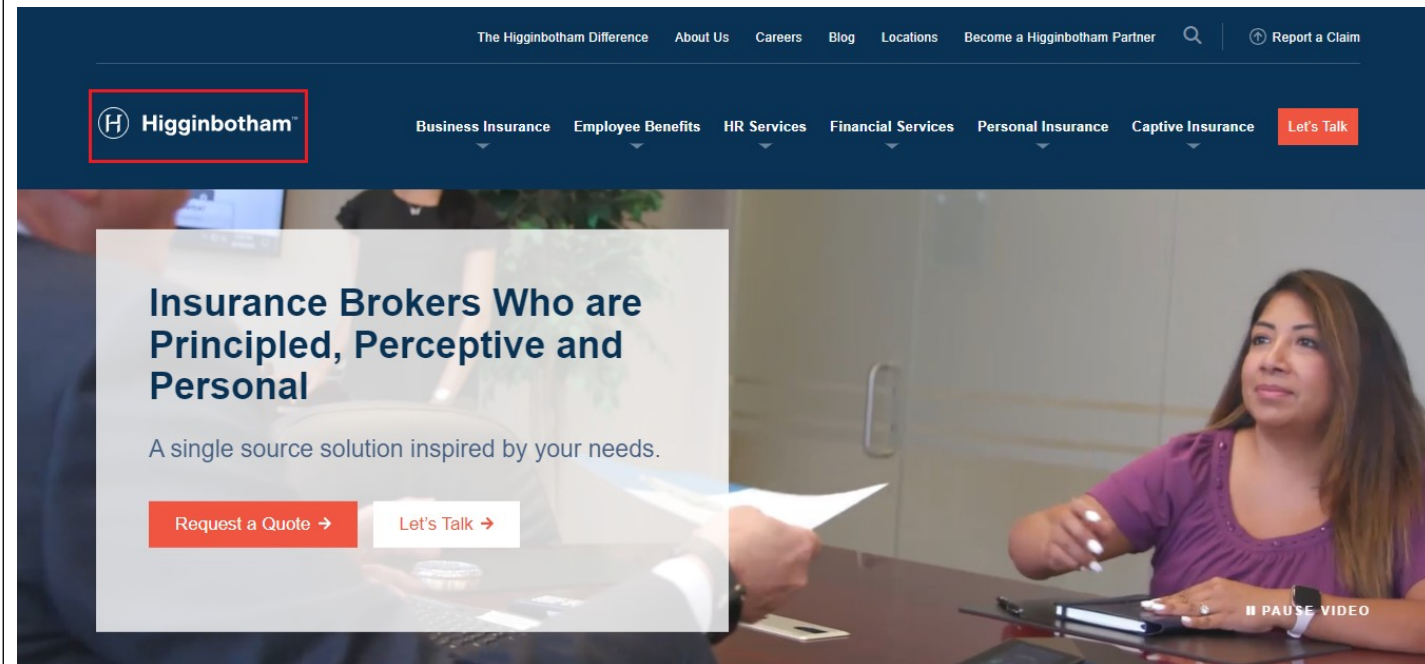 The Higginbotham Difference About Us Careers Blog Locations Become a Higginbotham Partner Report a Claim
H Higginbotham™
Business Insurance Employee Benefits HR Services Financial Services Personal Insurance Captive Insurance Let's Talk
Insurance Brokers Who are
Principled, Perceptive and
Personal
A single source solution inspired by your needs.
Request a Quote → Let's Talk →
PAUSE VIDEO